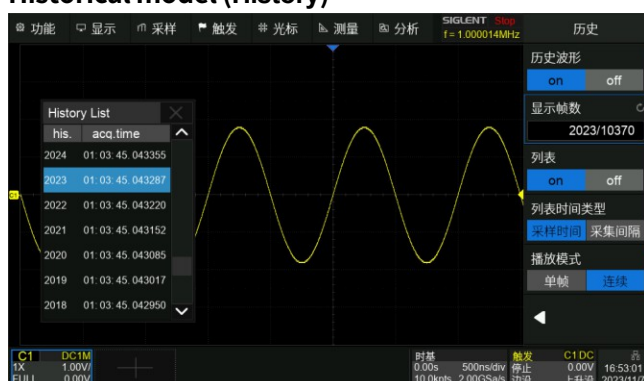 Historical model (History)
功能 显示 采样 触发 光标 测量 分析 SIGLENT Stop
f = 1.000014MHz
历史
历史波形
on off
显示帧数
2023/10370
列表
on off
列表时间类型
采样时间 采集间隔
播放模式
单帧 连续
History List
his. acq.time
2024 01: 03: 45. 043355
2023 01: 03: 45. 043287
2022 01: 03: 45. 043220
2021 01: 03: 45. 043152
2020 01: 03: 45. 043085
2019 01: 03: 45. 043017
2018 01: 03: 45. 042950
C1
C1 DC1M
1X 1.00V/
FULL 0.00V
时基
0.00s 500ns/div
10.0kpts 2.00GSa/s
触发 C1 DC
停止 0.00V
边沿 上升沿
16:53:01